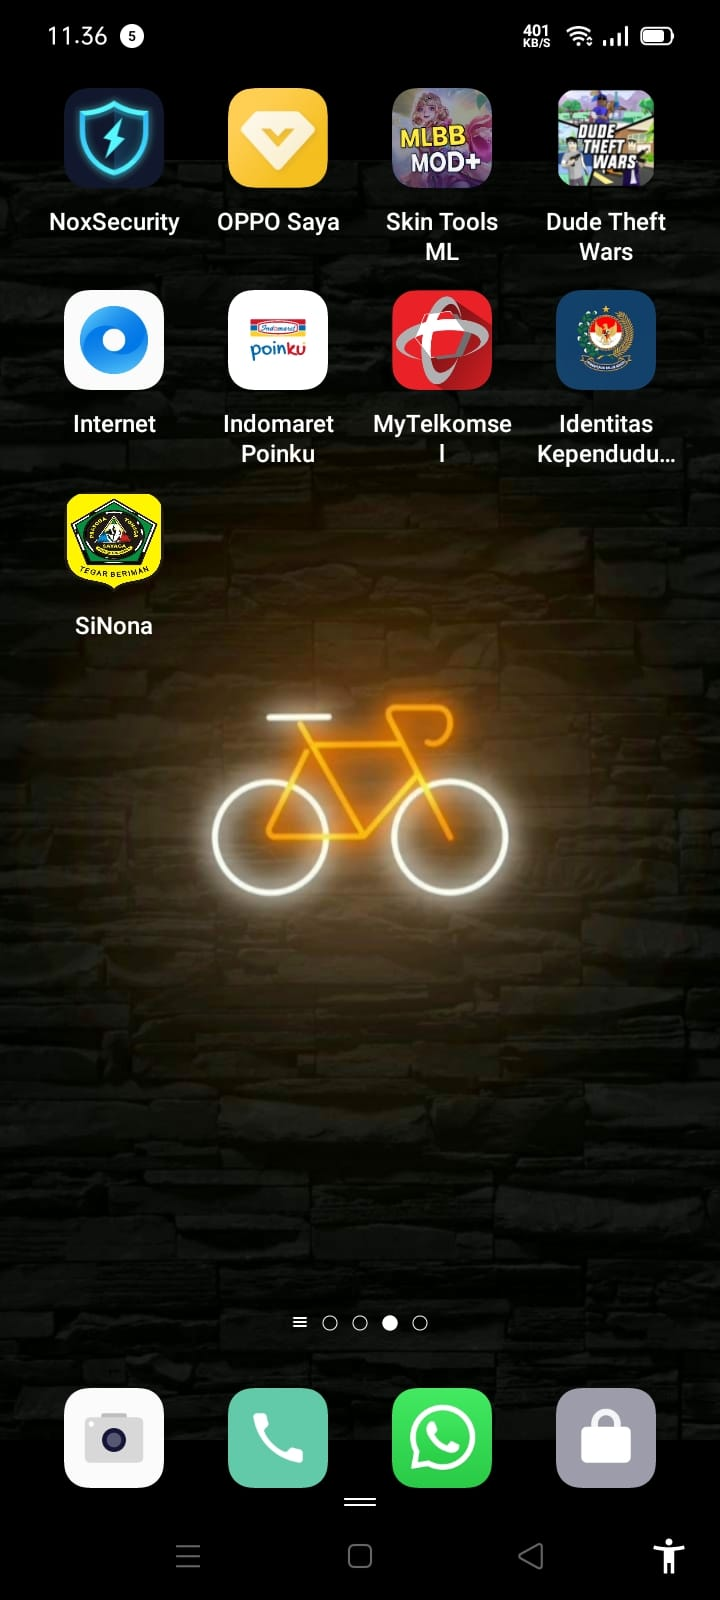 11.36 5
401
KB/S
MLBB
MOD+
DUDE
THEFT
WARS
NoxSecurity
OPPO Saya
Skin Tools
ML
Dude Theft
Wars
Indomaret
poinku
Internet
Indomaret
Poinku
MyTelkomse
l
Identitas
Kependudu...
TEGAR BERIMAN
SiNona